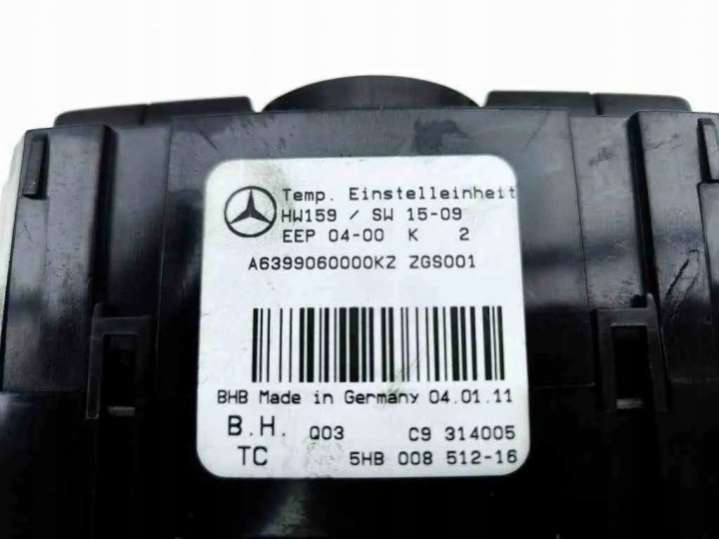 Temp. Einstelleinheit
HW159 / SW 15-09
EEP 04-00 K 2
A6399060000KZ ZGS001
BHB Made in Germany 04.01.11
B.H. Q03 C9 314005
TC 5HB 008 512-16